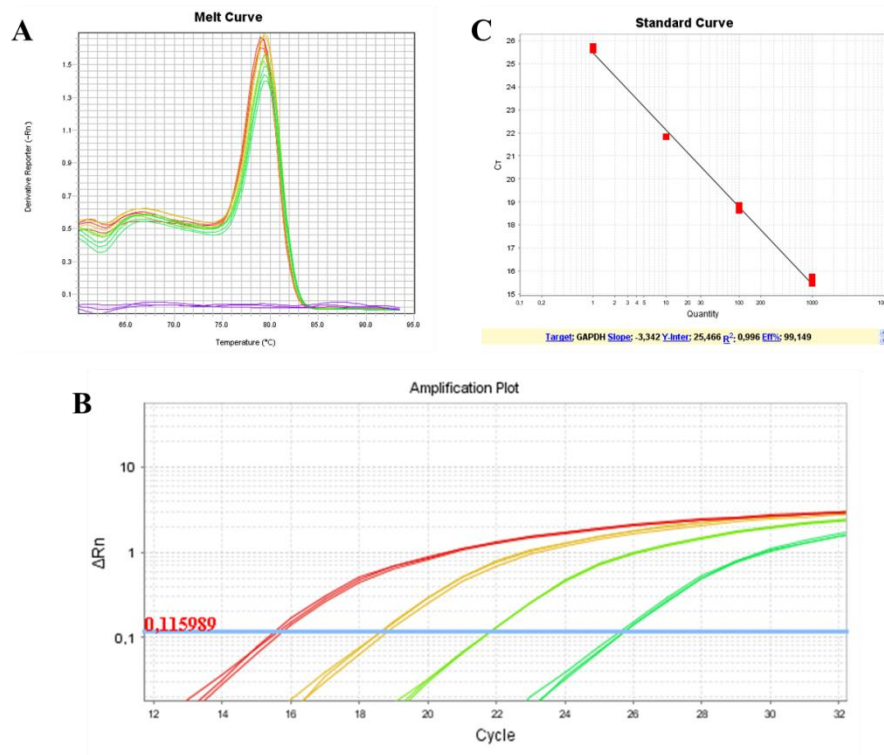 A
Melt Curve
Derivative Reporter (-Rn)
1.5
1.3
1.1
0.9
0.7
0.5
0.3
0.1
65.0 70.0 75.0 80.0 85.0 90.0 95.0
Temperature (°C)
C
Standard Curve
CT
26
25
24
23
22
21
20
19
18
17
16
15
0.1 0.2 1 2 3 4 5 10 20 30 100 200 1000
Quantity
Target: GAPDH Slope: -3,342 Y-Inter: 25,466 R²: 0,996 Eff%: 99,149
B
Amplification Plot
ΔRn
10
1
0,1
0,115989
12 14 16 18 20 22 24 26 28 30 32
Cycle